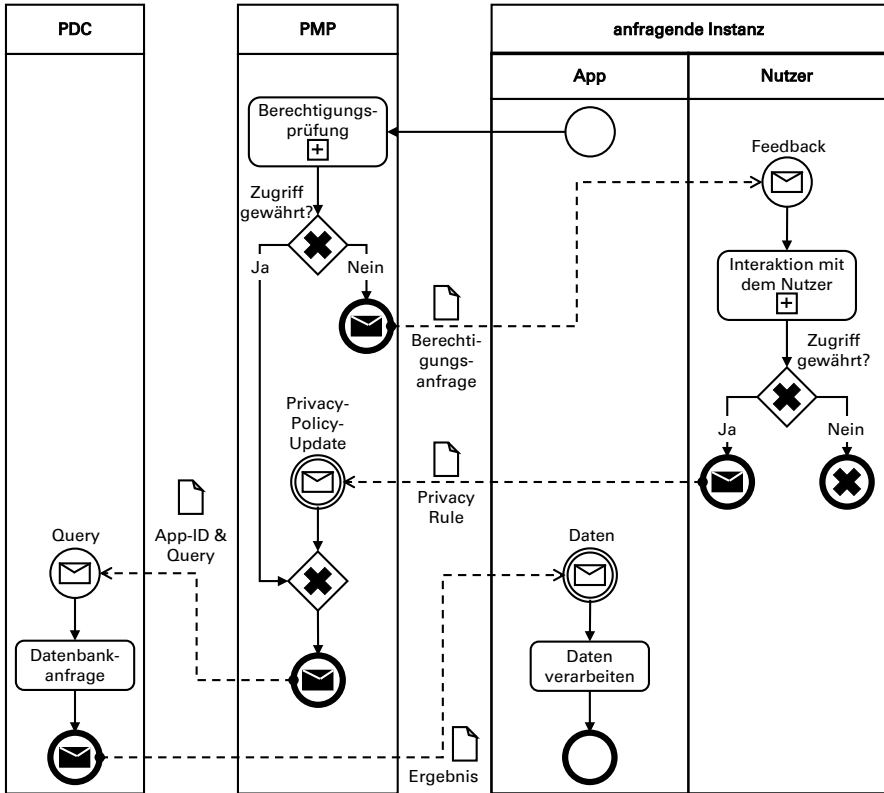 PDC
PMP
anfragende Instanz
App
Nutzer
Berechtigungs-
prüfung
Zugriff
gewährt?
Ja
Nein
Berechti-
gungs-
anfrage
Feedback
Interaktion mit
dem Nutzer
Zugriff
gewährt?
Ja
Nein
Privacy-
Policy-
Update
Privacy
Rule
App-ID &
Query
Query
Datenbank-
anfrage
Daten
Daten
verarbeiten
Ergebnis